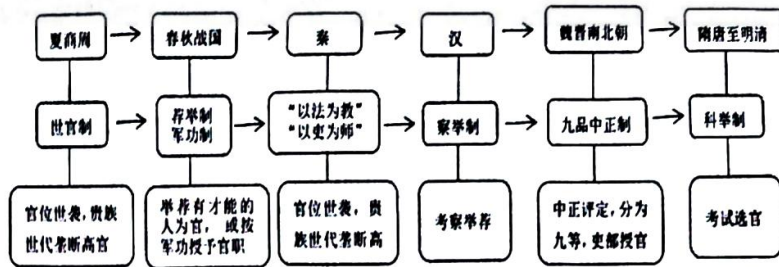 夏商周
春秋战国
秦
汉
魏晋南北朝
隋唐至明清
世官制
荐举制
军功制
“以法为教”
“以吏为师”
察举制
九品中正制
科举制
官位世袭，贵族
世代垄断高官
举荐有才能的
人为官，或按
军功授予官职
官位世袭，贵
族世代垄断高
考察举荐
中正评定，分为
九等，吏部授官
考试选官